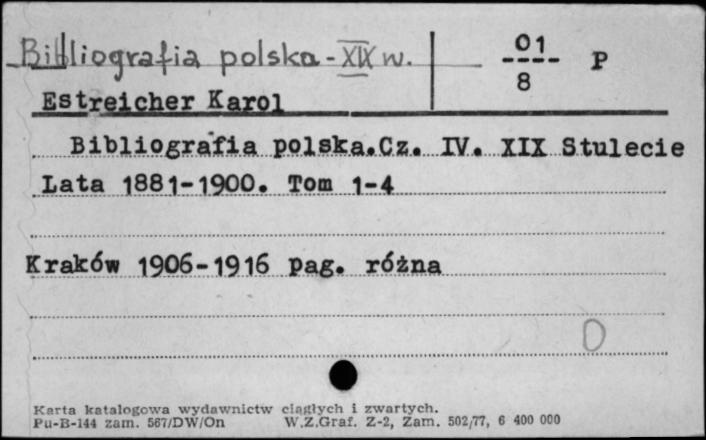 Bibliografia polska - XIX w.
01
----
8
P
Estreicher Karol
Bibliografia polska.Cz. IV. XIX Stulecie
Lata 1881-1900. Tom 1-4
Kraków 1906-1916 pag. różna
O
Karta katalogowa wydawnictw ciągłych i zwartych.
Pu-B-144 zam. 567/DW/On W.Z.Graf. Z-2, Zam. 502/77, 6 400 000